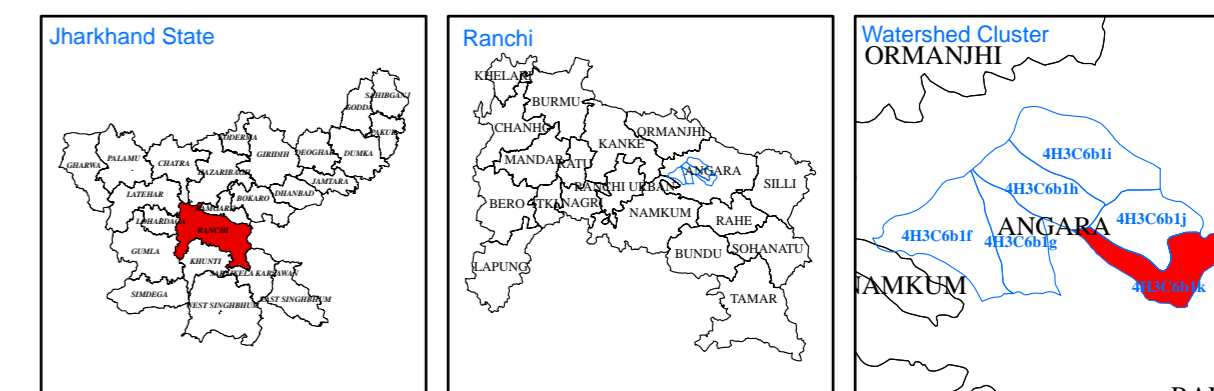 Jharkhand State
SAHIBGANJ
GODDA
PAKUR
KODERMA
GHARWA
PALAMU
CHATRA
GIRIDIH
DEOGHAR
DUMKA
HAZARIBAGH
JAMTARA
LATEHAR
BOKARO
DHANBAD
RAMGARH
LOHARDAGA
RANCHI
GUMLA
KHUNTI
SARAIKELA KARSAWAN
SIMDEGA
WEST SINGHBHUM
EAST SINGHBHUM
Ranchi
KHELARI
BURMU
CHANHO
ORMANJHI
KANKE
MANDAR
RATU
ANGARA
RANCHI URBAN
SILLI
BERO
ITKI
NAGRI
NAMKUM
RAHE
BUNDU
SOHANATU
LAPUNG
TAMAR
Watershed Cluster
ORMANJHI
4H3C6b1i
4H3C6b1h
4H3C6b1j
ANGARA
4H3C6b1f
4H3C6b1g
NAMKUM
4H3C6b1k